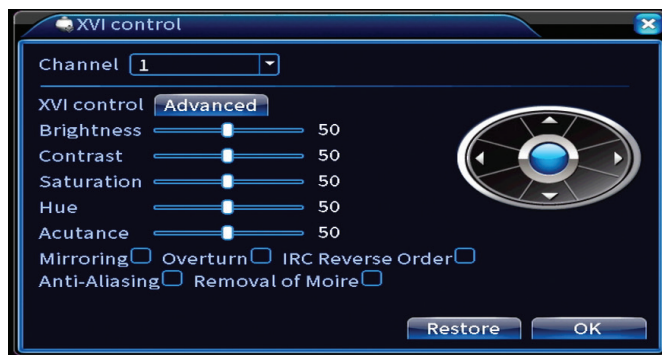 XVI control
Channel 1
XVI control Advanced
Brightness 50
Contrast 50
Saturation 50
Hue 50
Acutance 50
Mirroring Overturn IRC Reverse Order
Anti-Aliasing Removal of Moire
Restore OK